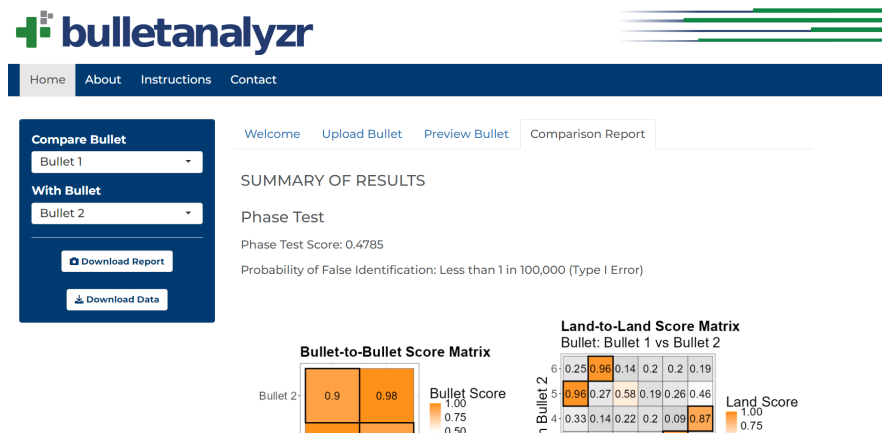 bulletanalyzr
Home About Instructions Contact
Compare Bullet
Bullet 1
With Bullet
Bullet 2
Download Report
Download Data
Welcome Upload Bullet Preview Bullet Comparison Report
SUMMARY OF RESULTS
Phase Test
Phase Test Score: 0.4785
Probability of False Identification: Less than 1 in 100,000 (Type I Error)
Bullet-to-Bullet Score Matrix
Bullet 2
0.9 0.98
Bullet Score
1.00
0.75
0.50
Land-to-Land Score Matrix
Bullet: Bullet 1 vs Bullet 2
6 0.25 0.96 0.14 0.2 0.2 0.19
5 0.96 0.27 0.58 0.19 0.26 0.46
4 0.33 0.14 0.22 0.2 0.09 0.87
Bullet 2
Land Score
1.00
0.75